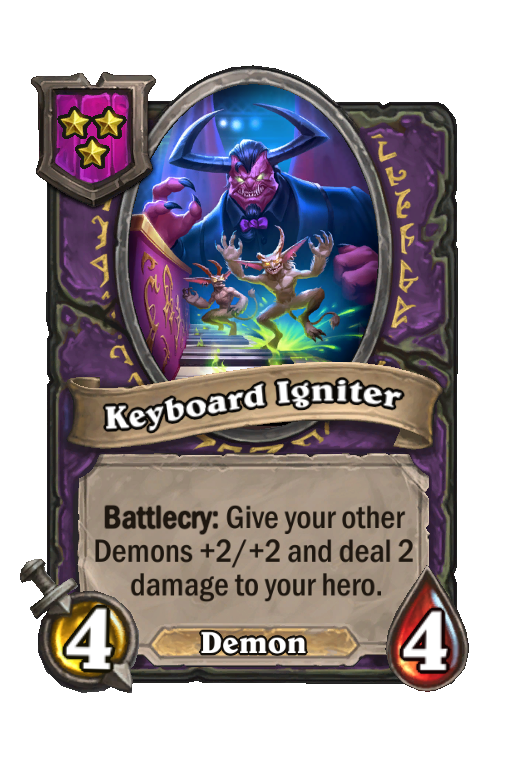 Keyboard Igniter
Battlecry: Give your other
Demons +2/+2 and deal 2
damage to your hero.
4
Demon
4